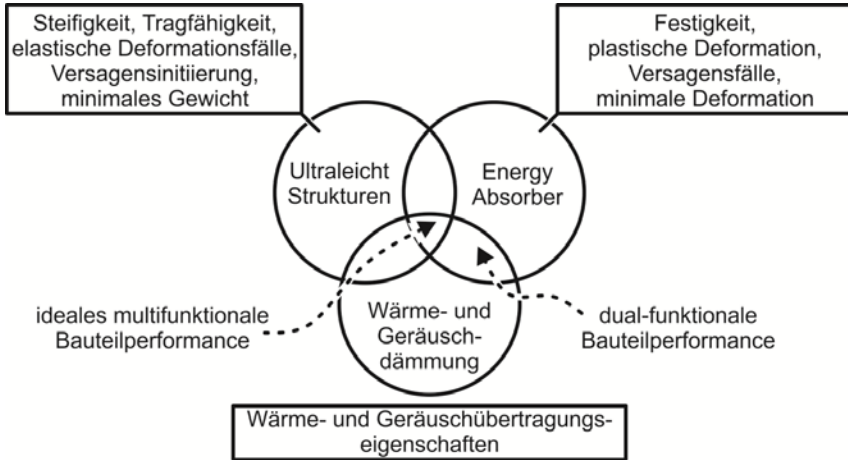 Steifigkeit, Tragfähigkeit,
elastische Deformationsfälle,
Versagensinitiierung,
minimales Gewicht
Festigkeit,
plastische Deformation,
Versagensfälle,
minimale Deformation
Ultraleicht
Strukturen
Energy
Absorber
ideales multifunktionale
Bauteilperformance
Wärme- und
Geräusch-
dämmung
dual-funktionale
Bauteilperformance
Wärme- und Geräuschübertragungs-
eigenschaften